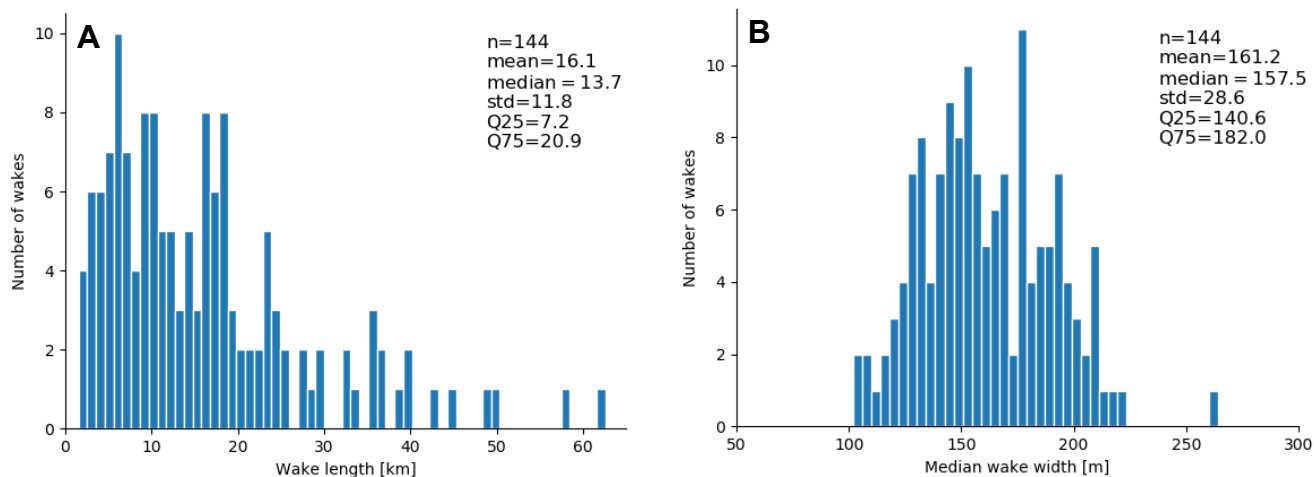 A
n=144
mean=16.1
median = 13.7
std=11.8
Q25=7.2
Q75=20.9
10
8
6
4
2
0
Number of wakes
0 10 20 30 40 50 60
Wake length [km]
B
n=144
mean=161.2
median = 157.5
std=28.6
Q25=140.6
Q75=182.0
10
8
6
4
2
0
Number of wakes
50 100 150 200 250 300
Median wake width [m]